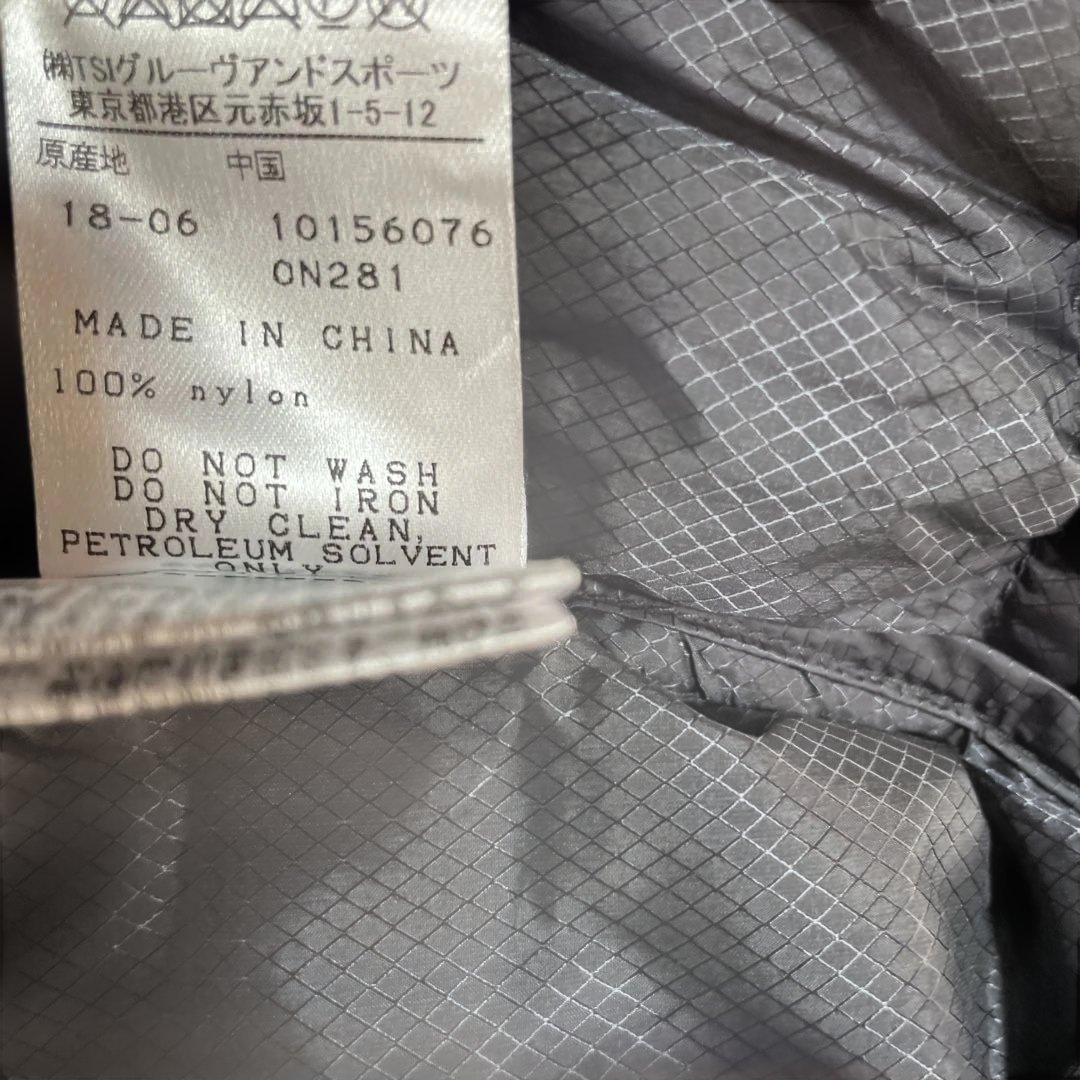 ㈱TSIグルーヴアンドスポーツ
東京都港区元赤坂1-5-12
原産地 中国
18-06 10156076
0N281
MADE IN CHINA
100% nylon
DO NOT WASH
DO NOT IRON
DRY CLEAN,
PETROLEUM SOLVENT
ONLY